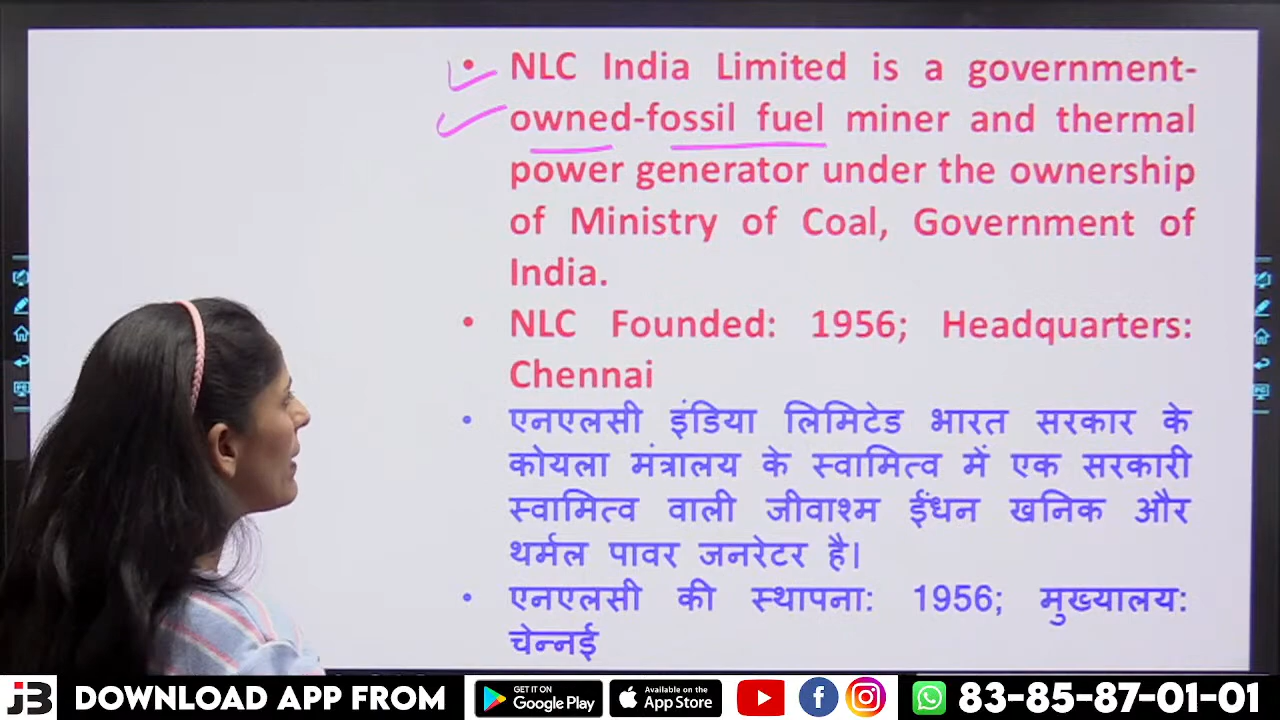 • NLC India Limited is a government-
owned-fossil fuel miner and thermal
power generator under the ownership
of Ministry of Coal, Government of
India.
• NLC Founded: 1956; Headquarters:
Chennai
• एनएलसी इंडिया लिमिटेड भारत सरकार के
कोयला मंत्रालय के स्वामित्व में एक सरकारी
स्वामित्व वाली जीवाश्म ईंधन खनिक और
थर्मल पावर जनरेटर है।
• एनएलसी की स्थापना: 1956; मुख्यालय:
चेन्नई
JB DOWNLOAD APP FROM GET IT ON Google Play Available on the App Store 83-85-87-01-01